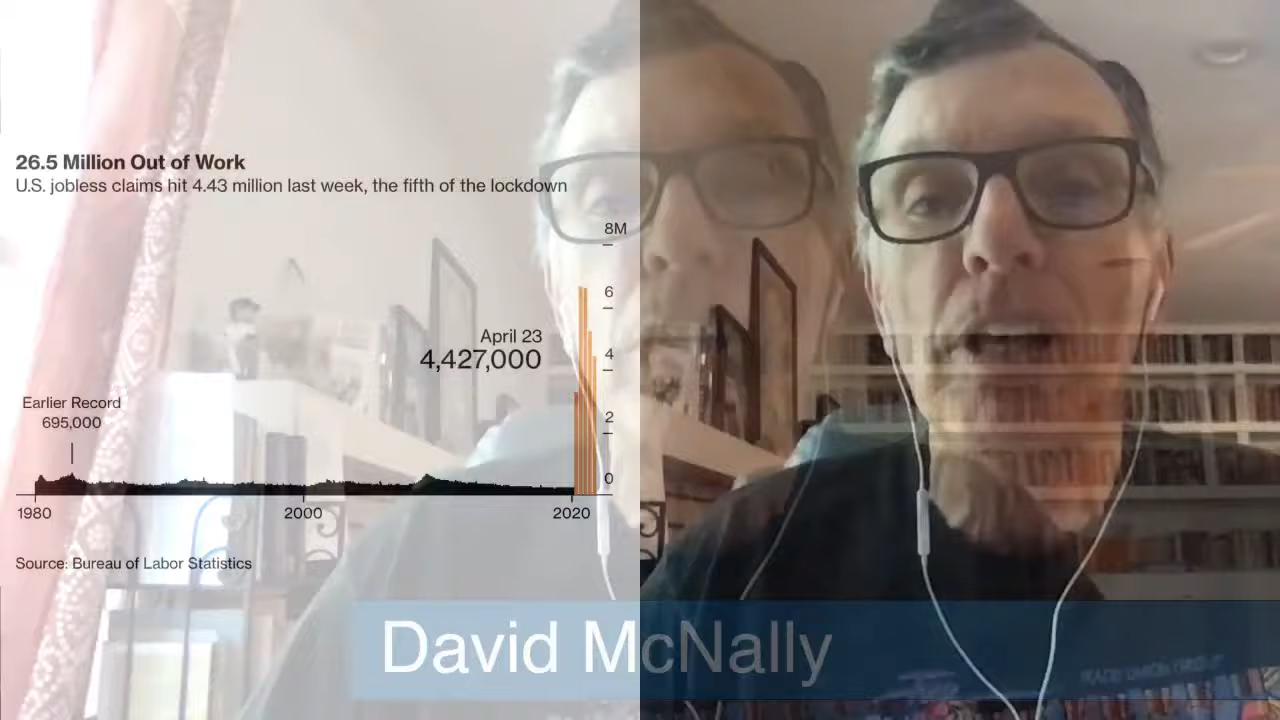 26.5 Million Out of Work
U.S. jobless claims hit 4.43 million last week, the fifth of the lockdown
8M
6
April 23
4,427,000
4
Earlier Record
695,000
2
0
1980
2000
2020
Source: Bureau of Labor Statistics
David McNally